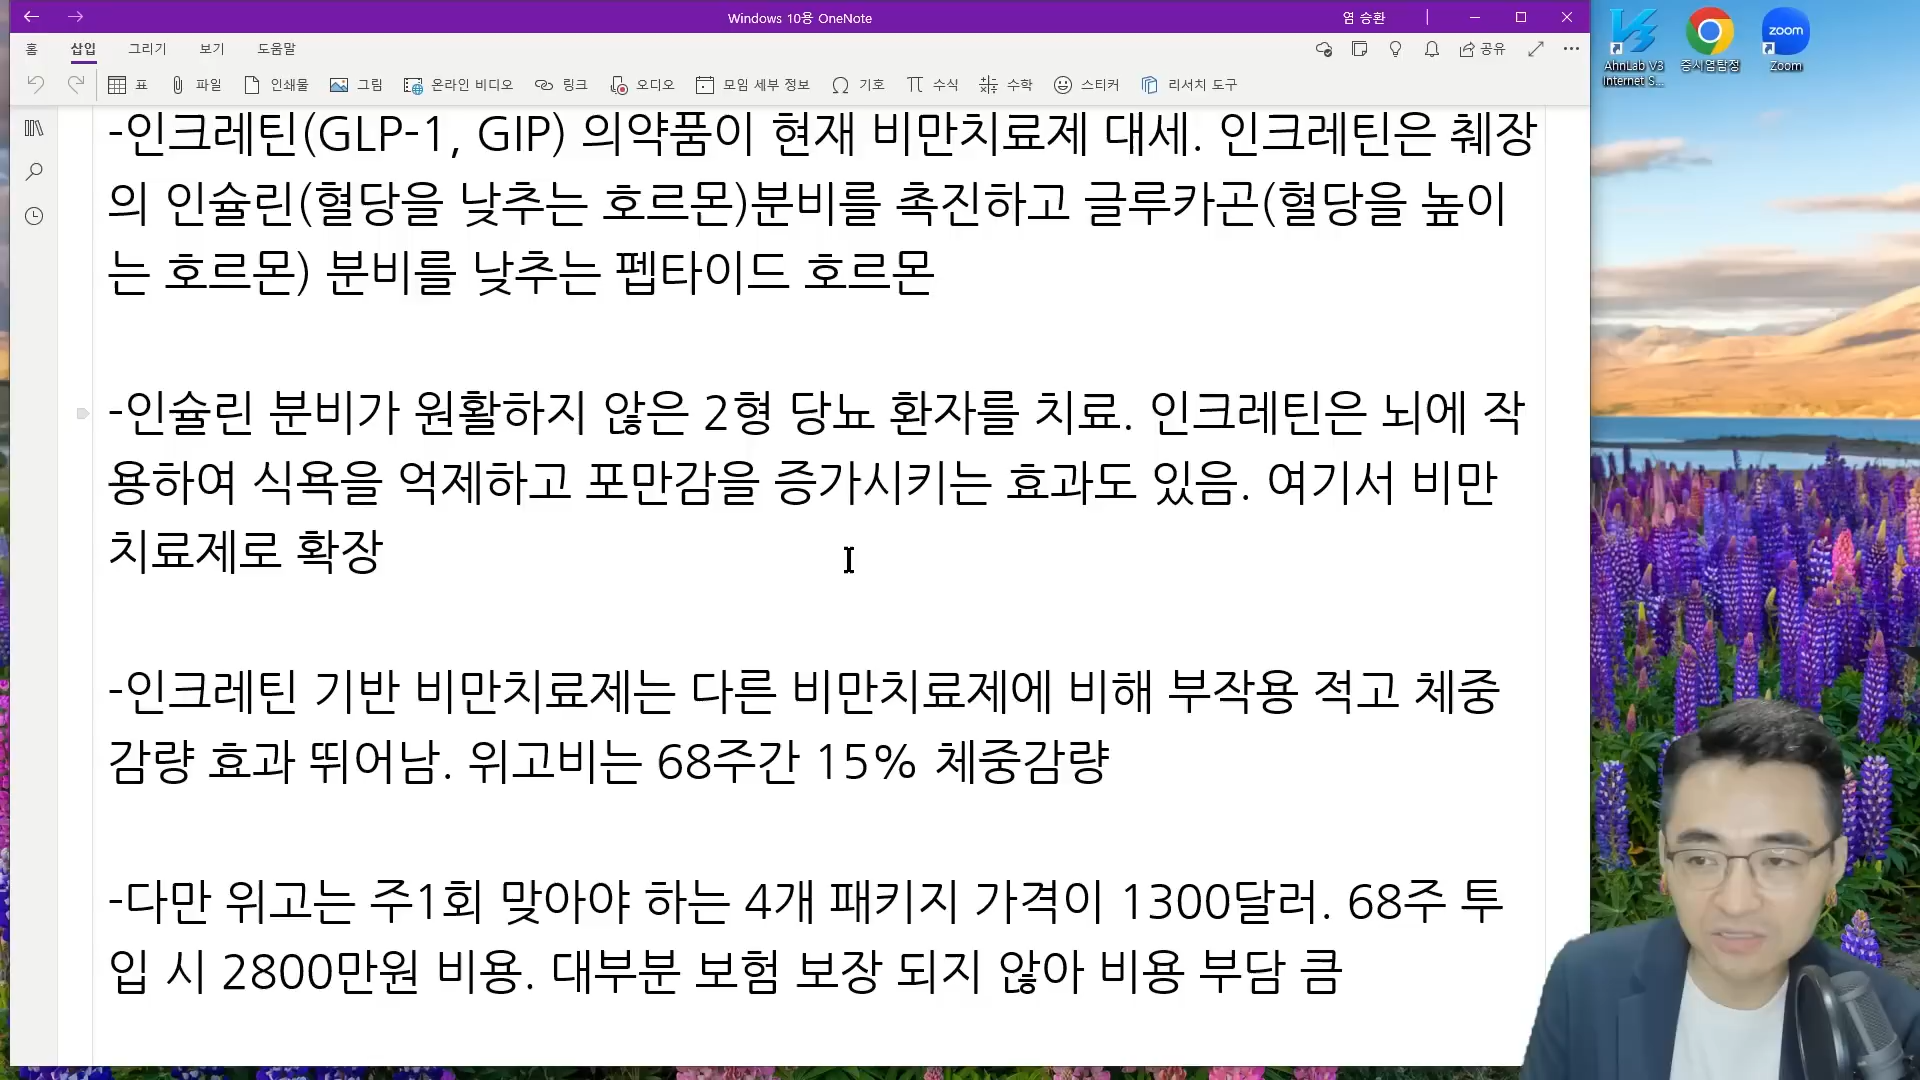 Windows 10용 OneNote
염 승환
홈 삽입 그리기 보기 도움말
공유
표 파일 인쇄물 그림 온라인 비디오 링크 오디오 모임 세부 정보 기호 수식 수학 스티커 리서치 도구
AhnLab V3 Internet S...
증시염탐정
Zoom
zoom
-인크레틴(GLP-1, GIP) 의약품이 현재 비만치료제 대세. 인크레틴은 췌장
의 인슐린(혈당을 낮추는 호르몬)분비를 촉진하고 글루카곤(혈당을 높이
는 호르몬) 분비를 낮추는 펩타이드 호르몬
-인슐린 분비가 원활하지 않은 2형 당뇨 환자를 치료. 인크레틴은 뇌에 작
용하여 식욕을 억제하고 포만감을 증가시키는 효과도 있음. 여기서 비만
치료제로 확장
-인크레틴 기반 비만치료제는 다른 비만치료제에 비해 부작용 적고 체중
감량 효과 뛰어남. 위고비는 68주간 15% 체중감량
-다만 위고는 주1회 맞아야 하는 4개 패키지 가격이 1300달러. 68주 투
입 시 2800만원 비용. 대부분 보험 보장 되지 않아 비용 부담 큼